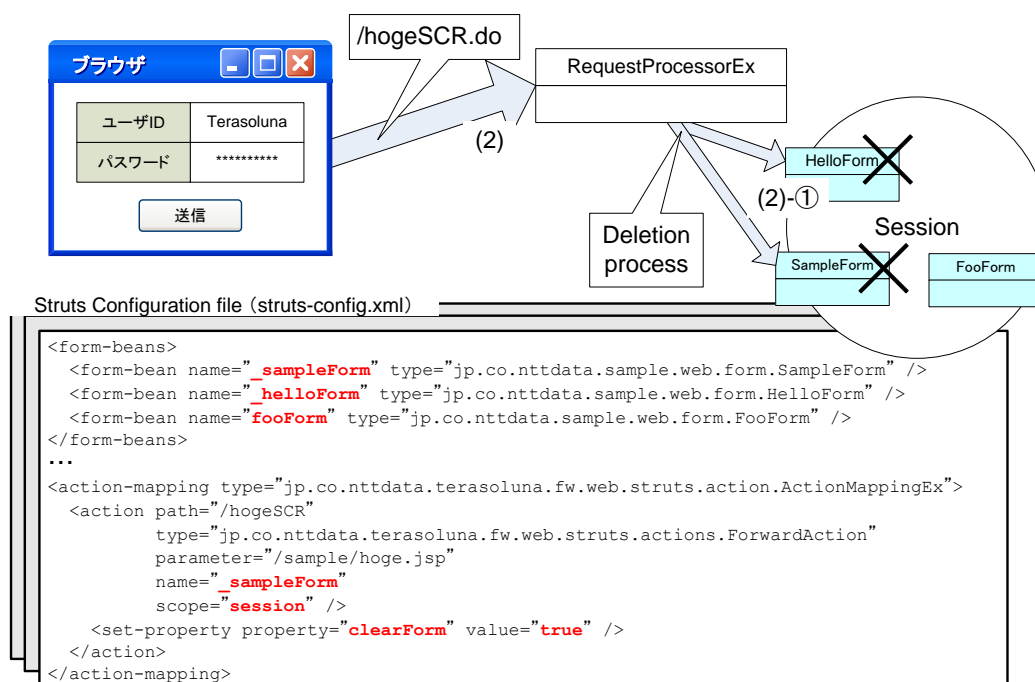 /hogeSCR.do
ブラウザ
RequestProcessorEx
ユーザID Terasoluna
(2)
パスワード **********
HelloForm
(2)-①
送信
Deletion
process
Session
SampleForm
FooForm
Struts Configuration file（struts-config.xml）
<form-beans>
<form-bean name="_sampleForm" type="jp.co.nttdata.sample.web.form.SampleForm" />
<form-bean name="_helloForm" type="jp.co.nttdata.sample.web.form.HelloForm" />
<form-bean name="fooForm" type="jp.co.nttdata.sample.web.form.FooForm" />
</form-beans>
・・・
<action-mapping type="jp.co.nttdata.terasoluna.fw.web.struts.action.ActionMappingEx">
<action path="/hogeSCR"
type="jp.co.nttdata.terasoluna.fw.web.struts.actions.ForwardAction"
parameter="/sample/hoge.jsp"
name="_sampleForm"
scope="session" />
<set-property property="clearForm" value="true" />
</action>
</action-mapping>